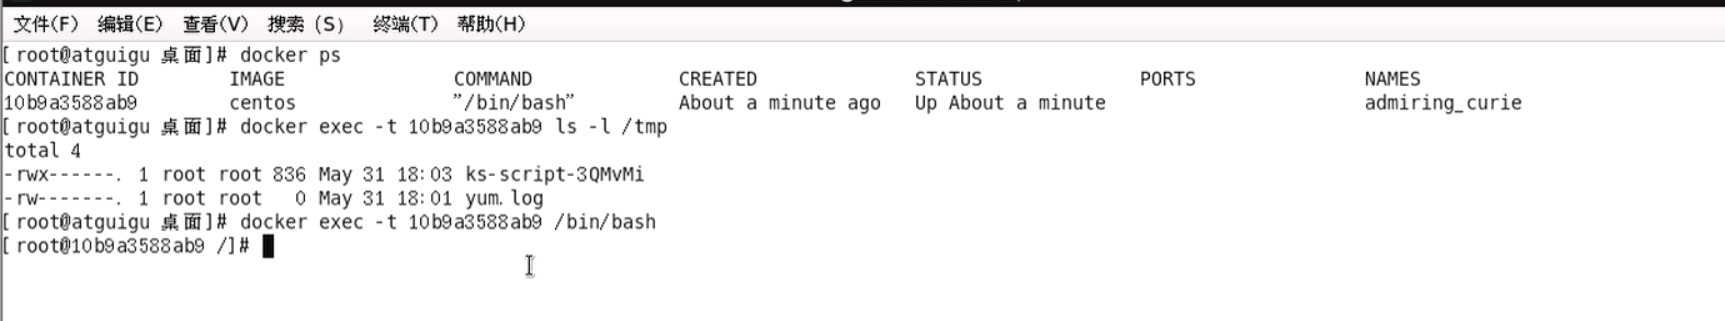 文件(F) 编辑(E) 查看(V) 搜索 (S) 终端(T) 帮助(H)
[root@atguigu 桌面]# docker ps
CONTAINER ID IMAGE COMMAND CREATED STATUS PORTS NAMES
10b9a3588ab9 centos "/bin/bash" About a minute ago Up About a minute admiring_curie
[root@atguigu 桌面]# docker exec -t 10b9a3588ab9 ls -l /tmp
total 4
-rwx------. 1 root root 836 May 31 18:03 ks-script-3QMvMi
-rw-------. 1 root root 0 May 31 18:01 yum.log
[root@atguigu 桌面]# docker exec -t 10b9a3588ab9 /bin/bash
[root@10b9a3588ab9 /]#